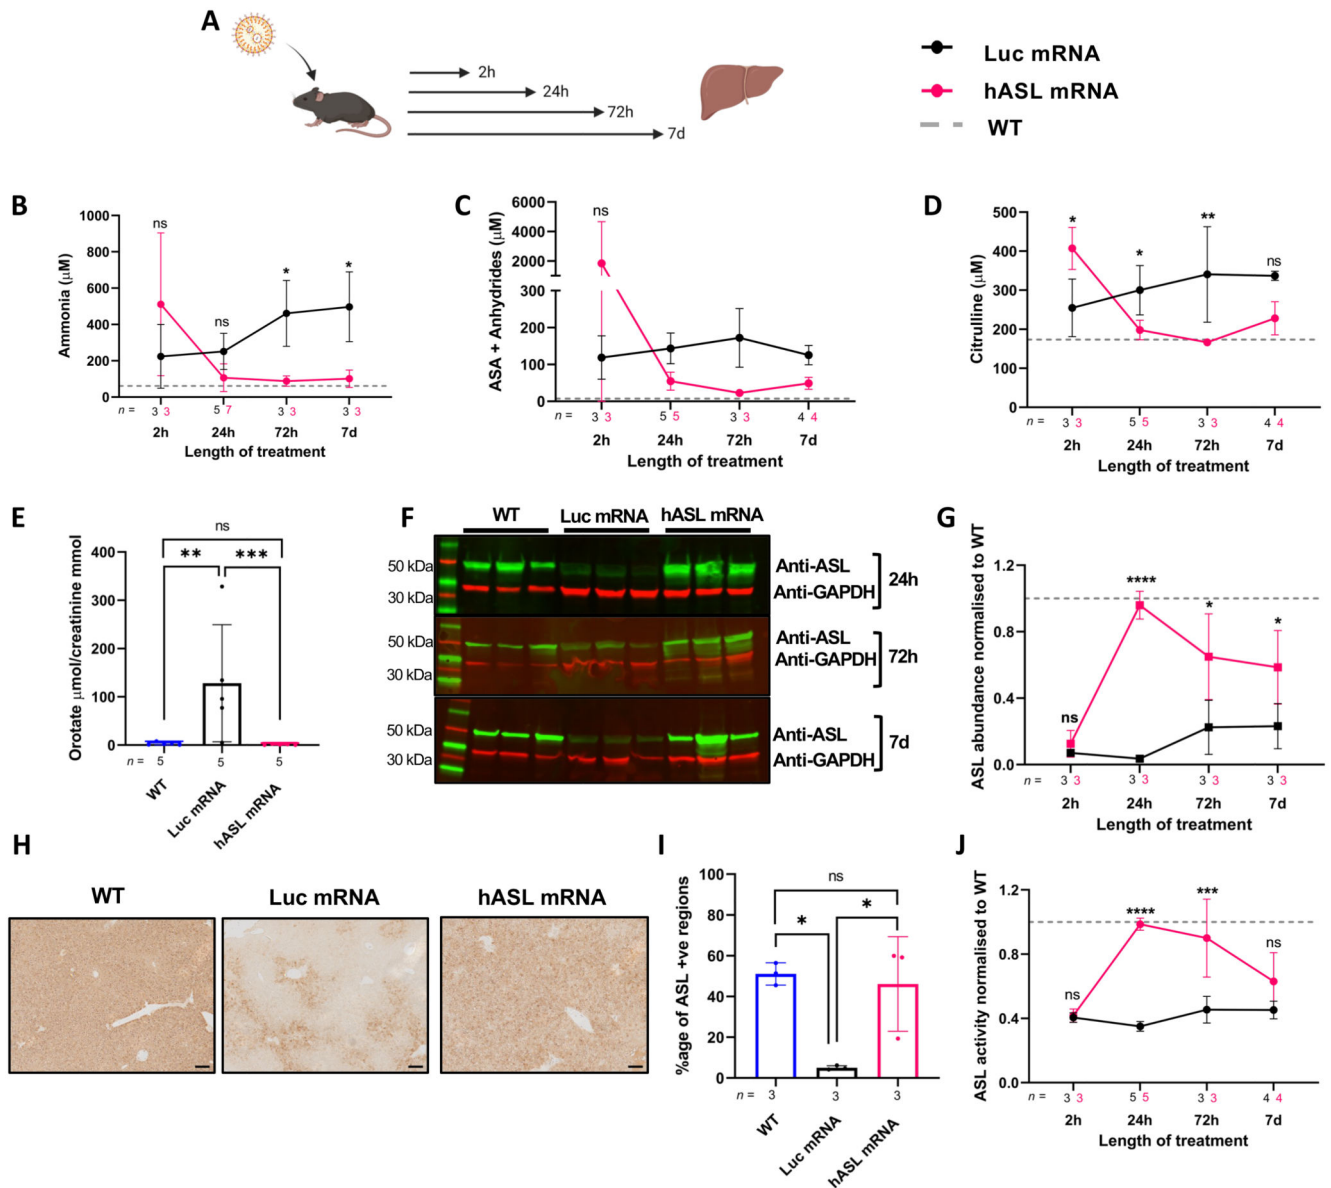 A
2h
24h
72h
7d
Luc mRNA
hASL mRNA
WT
B
Ammonia (μM)
1000
800
600
400
200
0
ns
ns
*
*
n = 3 3 5 7 3 3 3 3
2h 24h 72h 7d
Length of treatment
C
ASA + Anhydrides (μM)
6000
4000
2000
300
200
100
0
ns
n = 3 3 5 5 3 3 4 4
2h 24h 72h 7d
Length of treatment
D
Citrulline (μM)
500
400
300
200
100
0
*
*
**
ns
n = 3 3 5 5 3 3 4 4
2h 24h 72h 7d
Length of treatment
E
Orotate μmol/creatinine mmol
400
300
200
100
0
ns
** ***
n = 5 5 5
WT
Luc mRNA
hASL mRNA
F
WT Luc mRNA hASL mRNA
50 kDa
30 kDa
Anti-ASL
Anti-GAPDH
24h
50 kDa
30 kDa
Anti-ASL
Anti-GAPDH
72h
50 kDa
30 kDa
Anti-ASL
Anti-GAPDH
7d
G
ASL abundance normalised to WT
1.2
0.8
0.4
0.0
ns
****
*
*
n = 3 3 3 3 3 3 3 3
2h 24h 72h 7d
Length of treatment
H
WT Luc mRNA hASL mRNA
I
%age of ASL +ve regions
100
80
60
40
20
0
ns
* *
n = 3 3 3
WT
Luc mRNA
hASL mRNA
J
ASL activity normalised to WT
1.2
0.8
0.4
0.0
ns
****
***
ns
n = 3 3 5 5 3 3 4 4
2h 24h 72h 7d
Length of treatment